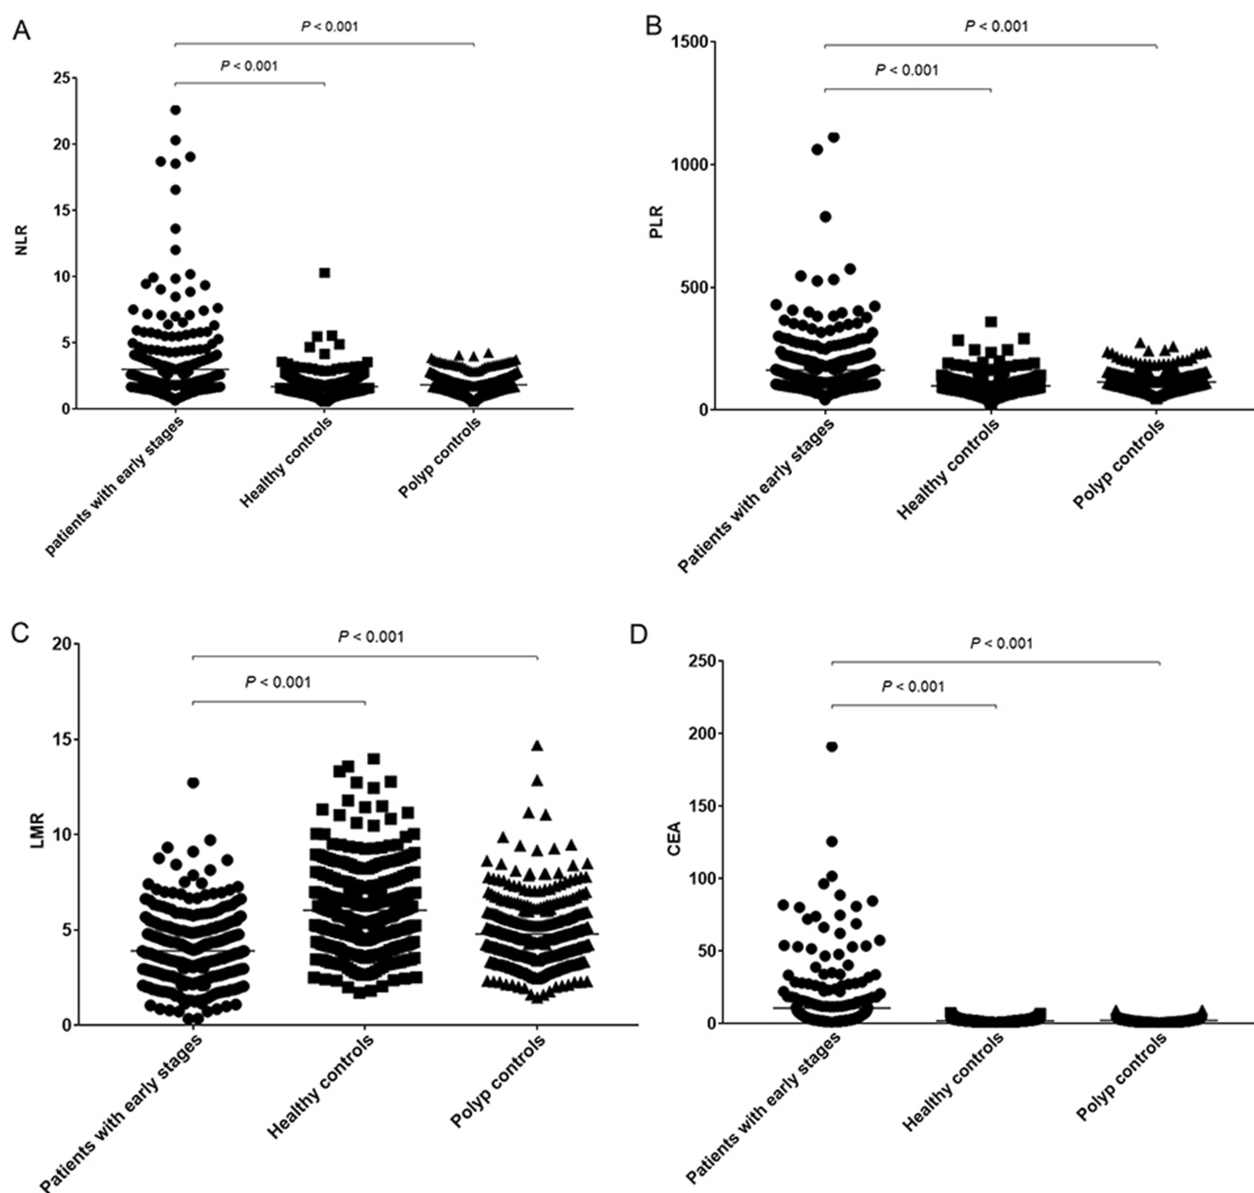 A
P < 0.001
P < 0.001
25
20
15
10
5
0
NLR
patients with early stages
Healthy controls
Polyp controls
B
P < 0.001
P < 0.001
1500
1000
500
0
PLR
Patients with early stages
Healthy controls
Polyp controls
C
P < 0.001
P < 0.001
20
15
10
5
0
LMR
Patients with early stages
Healthy controls
Polyp controls
D
P < 0.001
P < 0.001
250
200
150
100
50
0
CEA
Patients with early stages
Healthy controls
Polyp controls